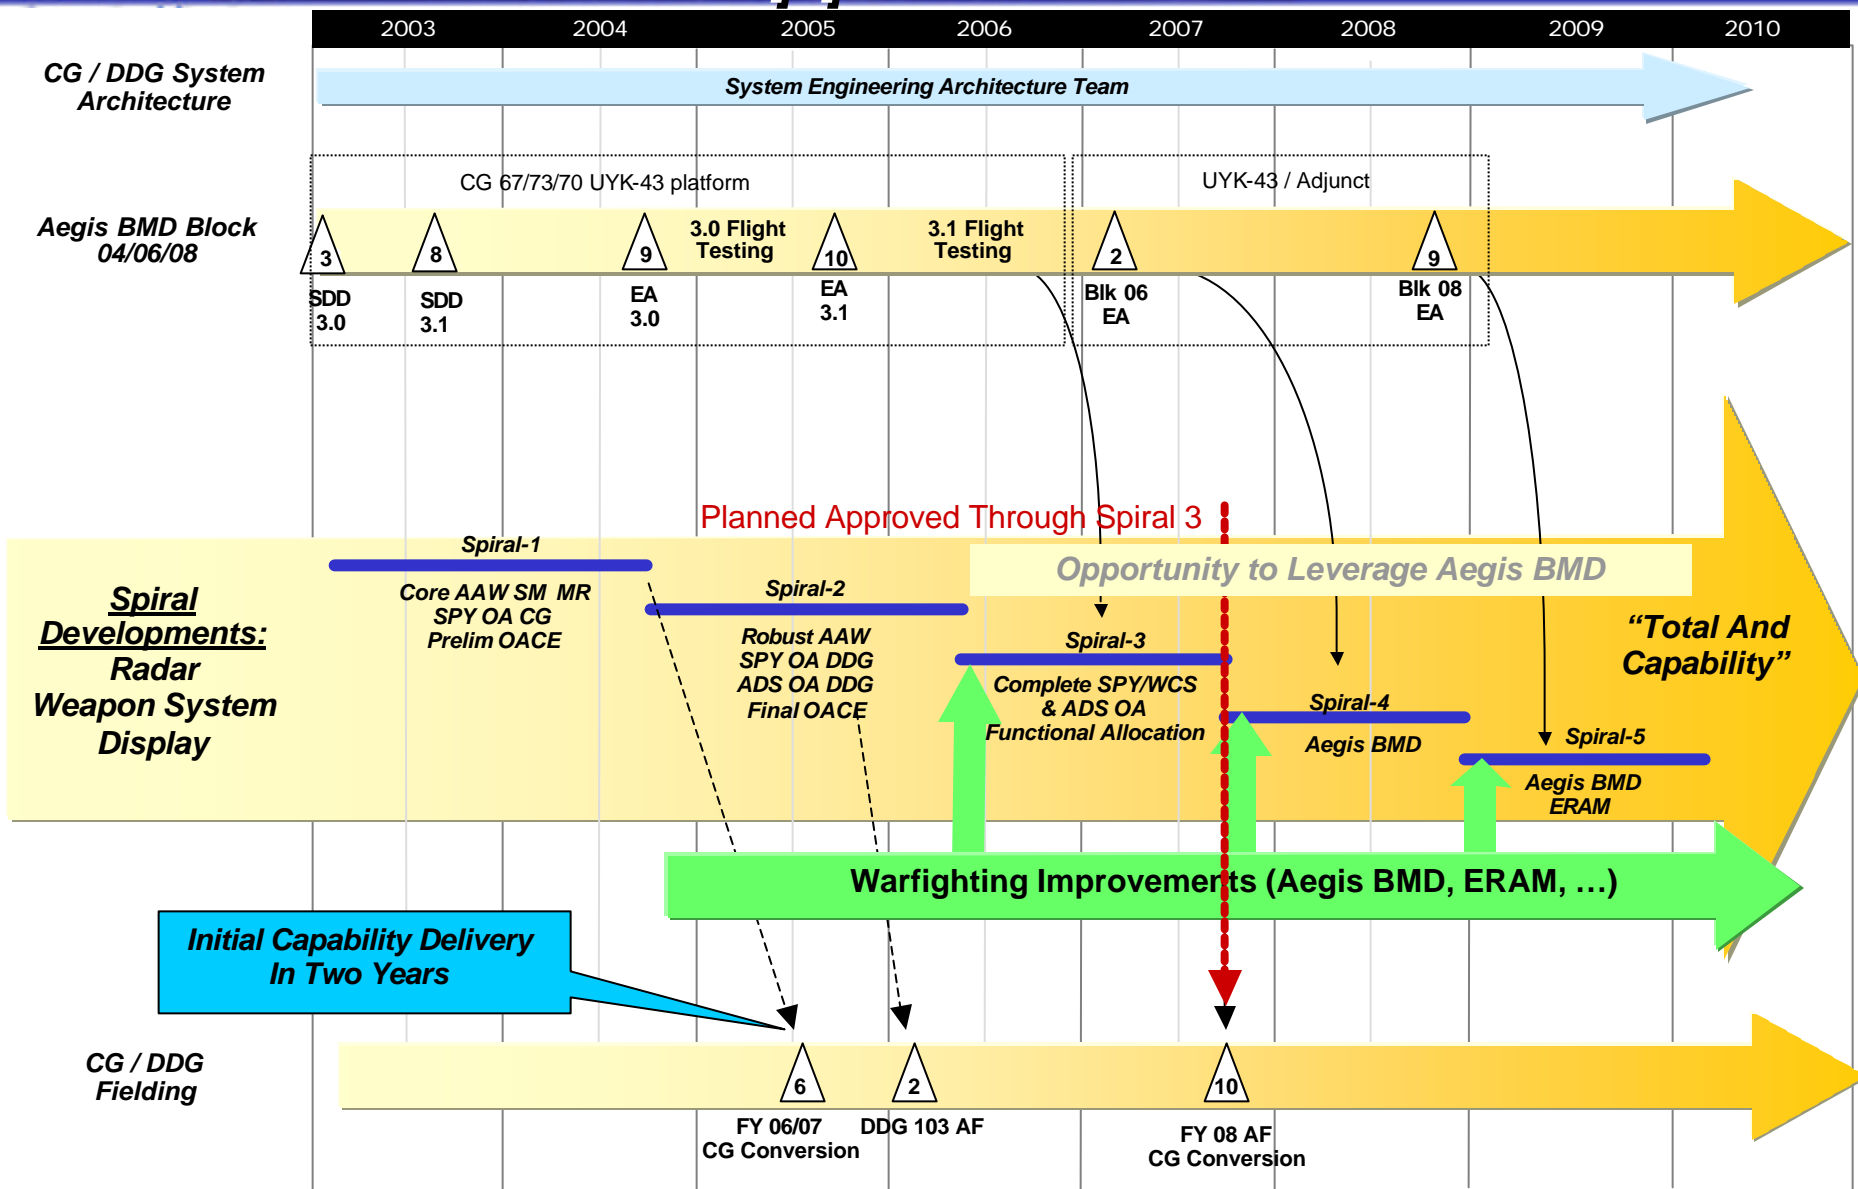 2003 2004 2005 2006 2007 2008 2009 2010
CG / DDG System
Architecture
System Engineering Architecture Team
CG 67/73/70 UYK-43 platform
UYK-43 / Adjunct
Aegis BMD Block
04/06/08
3
8
9
3.0 Flight
Testing
10
3.1 Flight
Testing
2
9
SDD
3.0
SDD
3.1
EA
3.0
EA
3.1
Blk 06
EA
Blk 08
EA
Planned Approved Through Spiral 3
Opportunity to Leverage Aegis BMD
Spiral
Developments:
Radar
Weapon System
Display
Spiral-1
Core AAW SM MR
SPY OA CG
Prelim OACE
Spiral-2
Robust AAW
SPY OA DDG
ADS OA DDG
Final OACE
Spiral-3
Complete SPY/WCS
& ADS OA
Functional Allocation
Spiral-4
Aegis BMD
Spiral-5
Aegis BMD
ERAM
“Total And
Capability”
Warfighting Improvements (Aegis BMD, ERAM, …)
Initial Capability Delivery
In Two Years
CG / DDG
Fielding
6
2
10
FY 06/07
CG Conversion
DDG 103 AF
FY 08 AF
CG Conversion